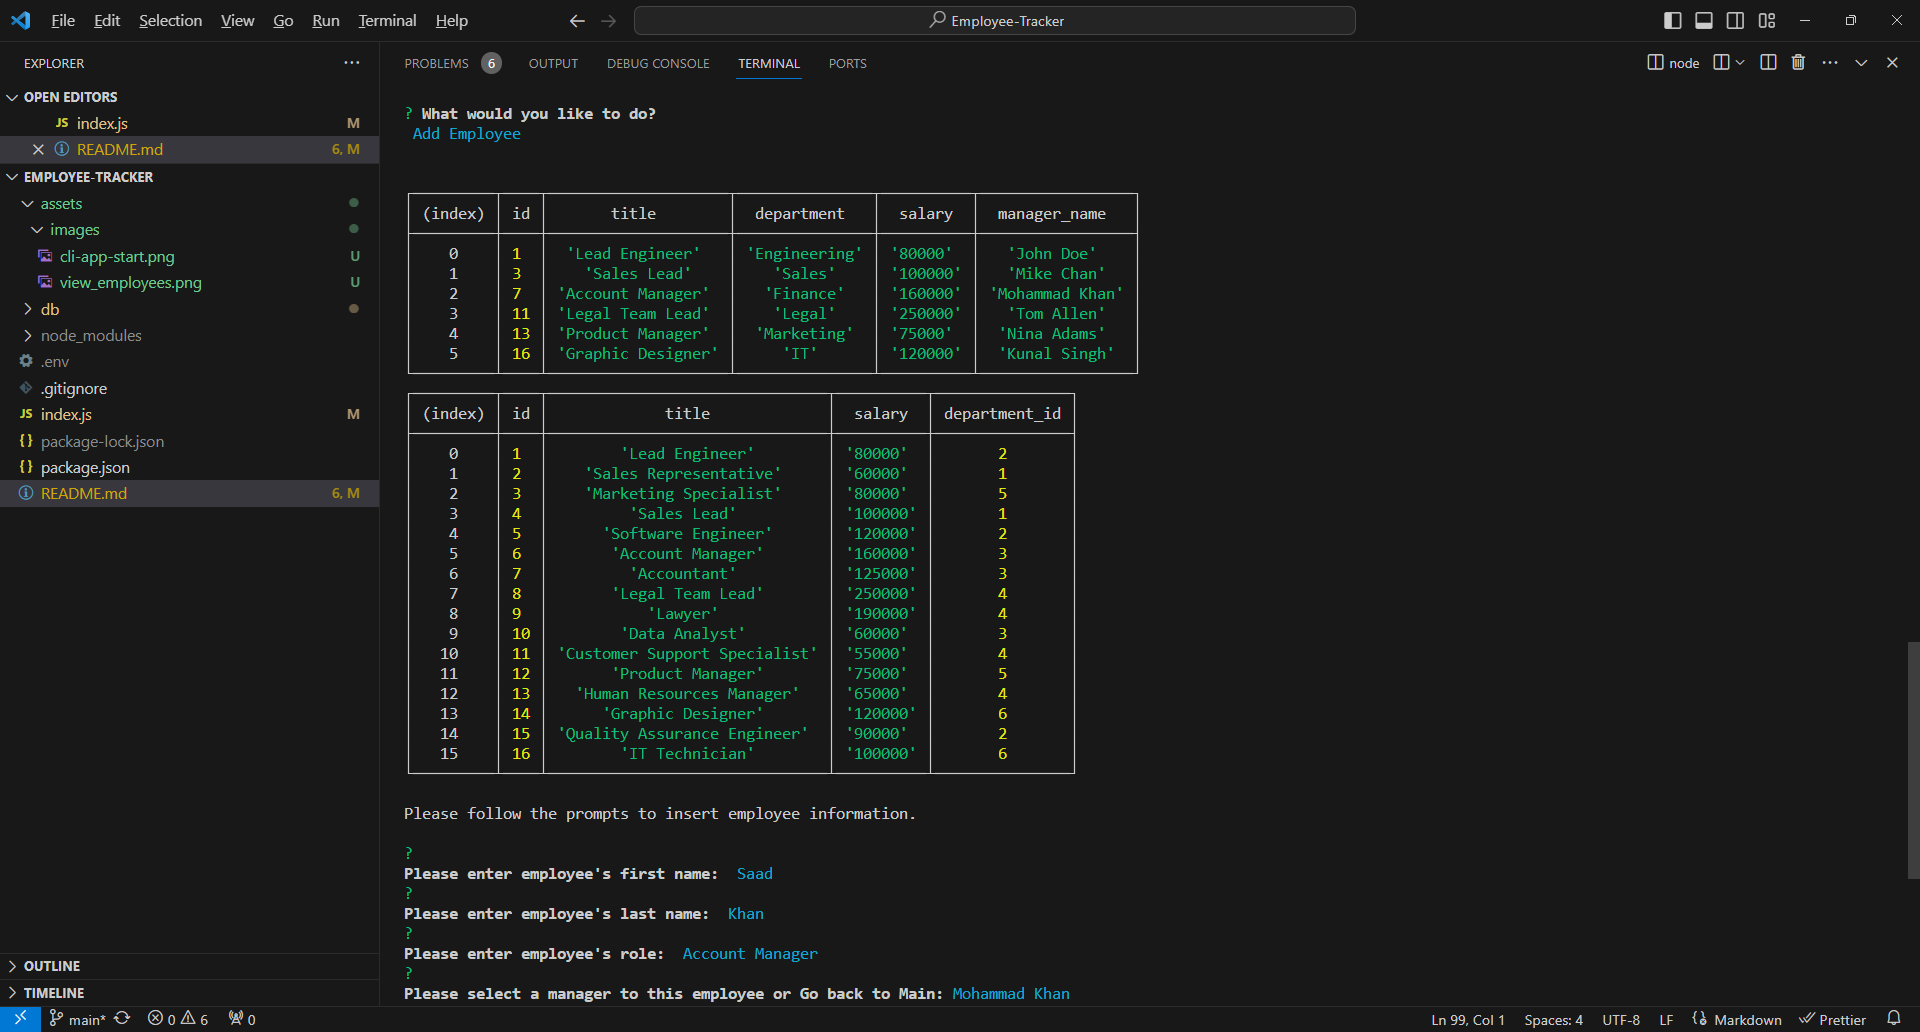 File Edit Selection View Go Run Terminal Help Employee-Tracker
EXPLORER
OPEN EDITORS
JS index.js M
README.md 6, M
EMPLOYEE-TRACKER
assets
images
cli-app-start.png U
view_employees.png U
db
node_modules
.env
.gitignore
JS index.js M
{} package-lock.json
{} package.json
README.md 6, M
OUTLINE
TIMELINE
PROBLEMS 6 OUTPUT DEBUG CONSOLE TERMINAL PORTS node
? What would you like to do?
Add Employee
(index) id title department salary manager_name
0 1 'Lead Engineer' 'Engineering' '80000' 'John Doe'
1 3 'Sales Lead' 'Sales' '100000' 'Mike Chan'
2 7 'Account Manager' 'Finance' '160000' 'Mohammad Khan'
3 11 'Legal Team Lead' 'Legal' '250000' 'Tom Allen'
4 13 'Product Manager' 'Marketing' '75000' 'Nina Adams'
5 16 'Graphic Designer' 'IT' '120000' 'Kunal Singh'
(index) id title salary department_id
0 1 'Lead Engineer' '80000' 2
1 2 'Sales Representative' '60000' 1
2 3 'Marketing Specialist' '80000' 5
3 4 'Sales Lead' '100000' 1
4 5 'Software Engineer' '120000' 2
5 6 'Account Manager' '160000' 3
6 7 'Accountant' '125000' 3
7 8 'Legal Team Lead' '250000' 4
8 9 'Lawyer' '190000' 4
9 10 'Data Analyst' '60000' 3
10 11 'Customer Support Specialist' '55000' 4
11 12 'Product Manager' '75000' 5
12 13 'Human Resources Manager' '65000' 4
13 14 'Graphic Designer' '120000' 6
14 15 'Quality Assurance Engineer' '90000' 2
15 16 'IT Technician' '100000' 6
Please follow the prompts to insert employee information.
?
Please enter employee's first name: Saad
?
Please enter employee's last name: Khan
?
Please enter employee's role: Account Manager
?
Please select a manager to this employee or Go back to Main: Mohammad Khan
main* 0 6 0 Ln 99, Col 1 Spaces: 4 UTF-8 LF Markdown Prettier